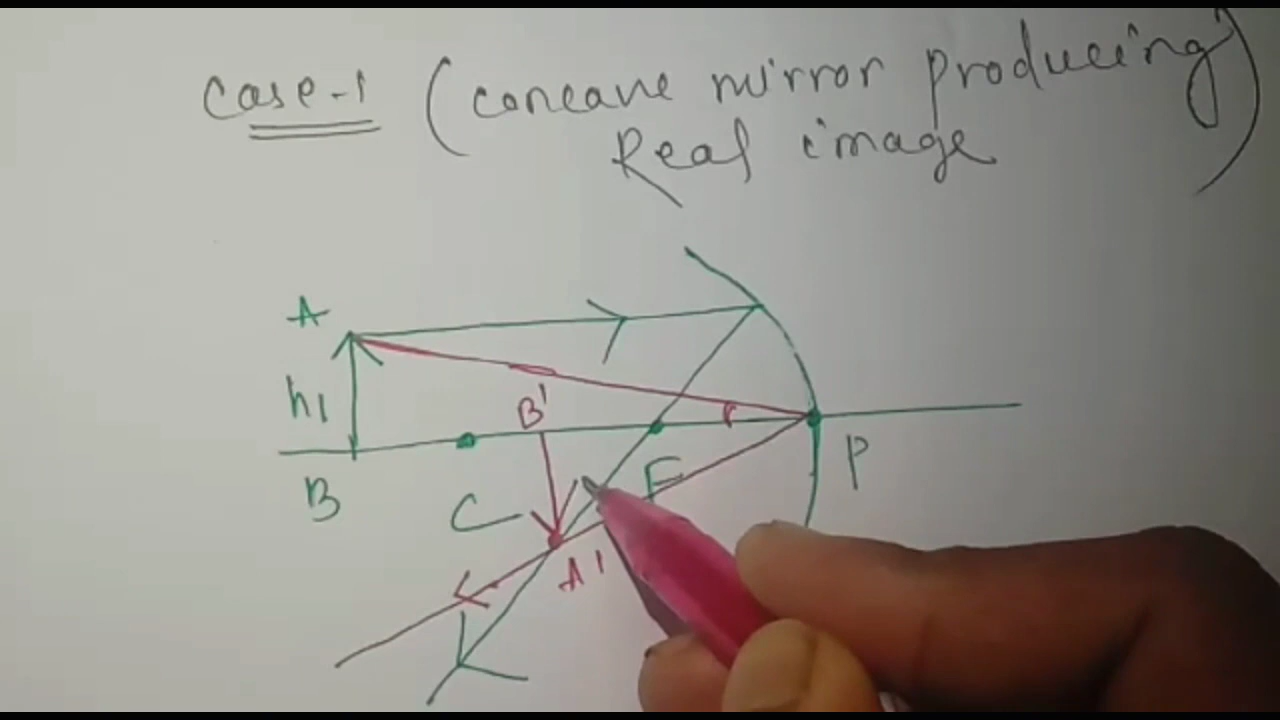 Case-1 (concave mirror producing)
Real image
A
h1
B'
B
C
F
P
A'